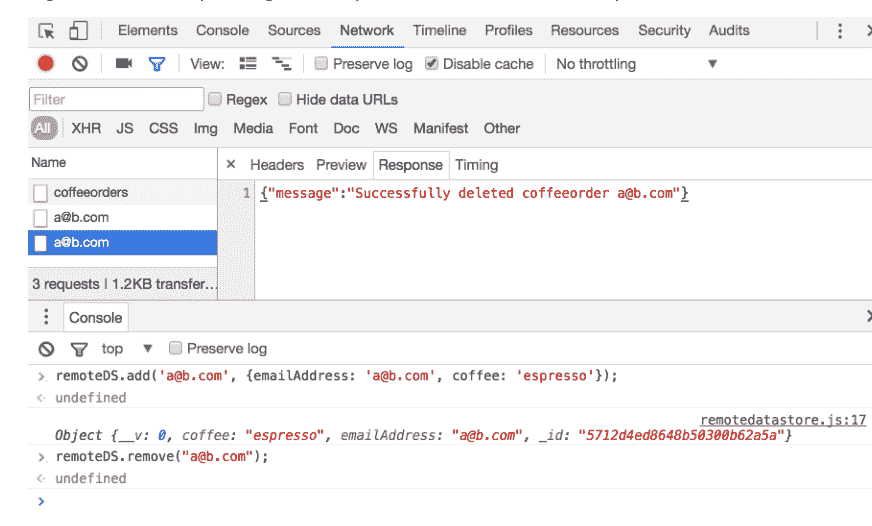 Elements Console Sources Network Timeline Profiles Resources Security Audits
View: Preserve log Disable cache No throttling
Filter Regex Hide data URLs
All XHR JS CSS Img Media Font Doc WS Manifest Other
Name
× Headers Preview Response Timing
coffeeorders
a@b.com
a@b.com
1 {"message":"Successfully deleted coffeeorder a@b.com"}
3 requests | 1.2KB transfer...
Console
top Preserve log
> remoteDS.add('a@b.com', {emailAddress: 'a@b.com', coffee: 'espresso'});
undefined
remotedatastore.js:17
Object {__v: 0, coffee: "espresso", emailAddress: "a@b.com", _id: "5712d4ed8648b50300b62a5a"}
> remoteDS.remove("a@b.com");
undefined
>